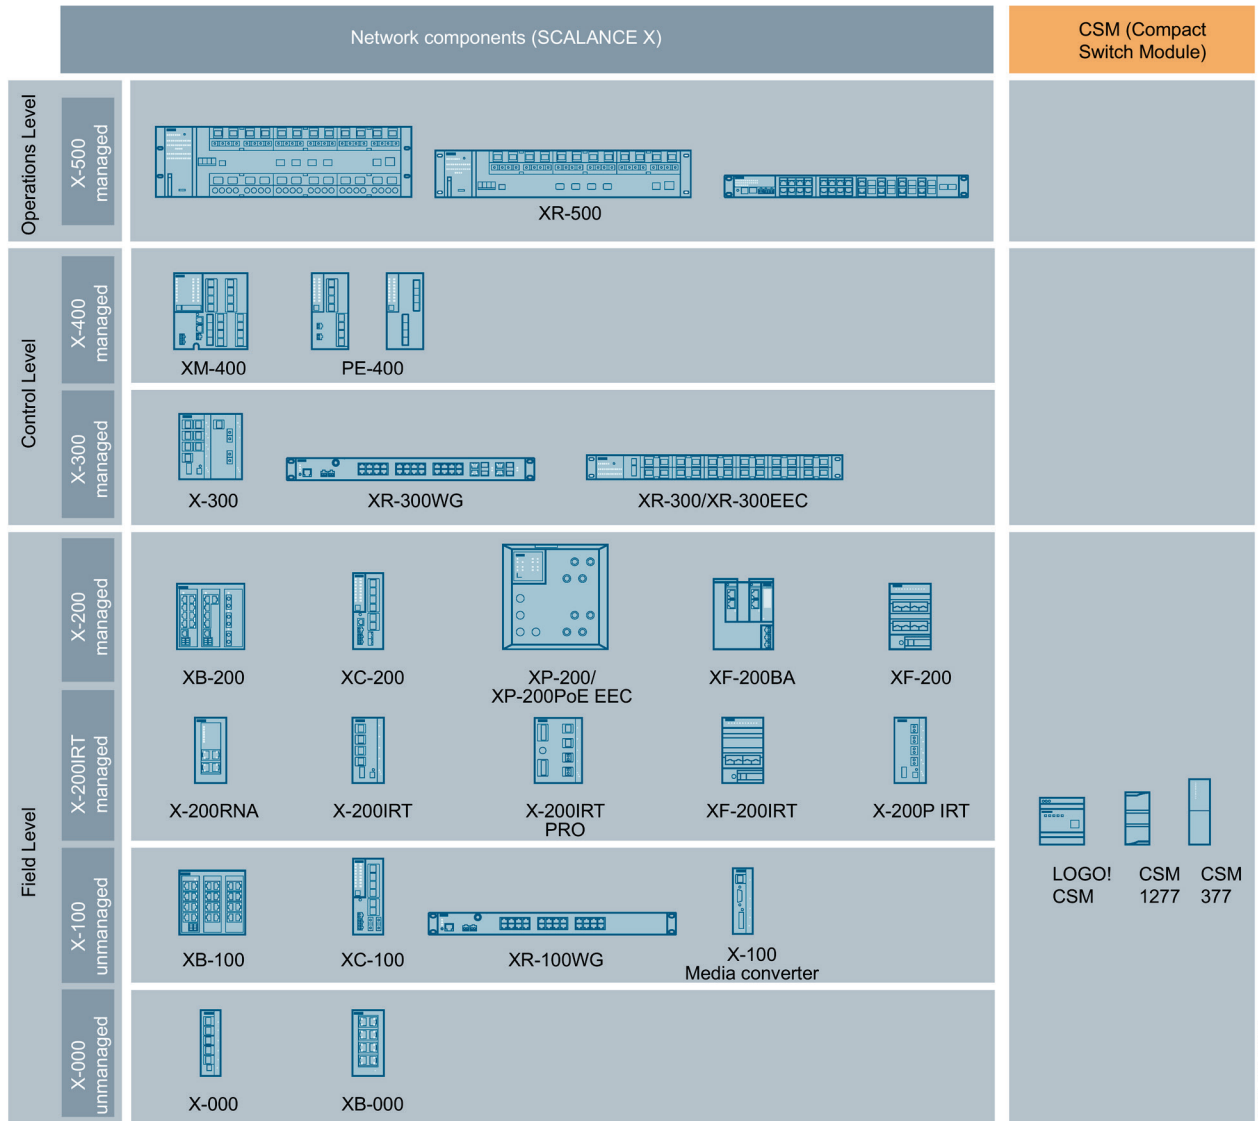 Network components (SCALANCE X)
CSM (Compact
Switch Module)
Operations Level
X-500
managed
XR-500
Control Level
X-400
managed
XM-400
PE-400
X-300
managed
X-300
XR-300WG
XR-300/XR-300EEC
Field Level
X-200
managed
XB-200
XC-200
XP-200/
XP-200PoE EEC
XF-200BA
XF-200
X-200IRT
managed
X-200RNA
X-200IRT
X-200IRT
PRO
XF-200IRT
X-200P IRT
X-100
unmanaged
XB-100
XC-100
XR-100WG
X-100
Media converter
X-000
unmanaged
X-000
XB-000
LOGO!
CSM
CSM
1277
CSM
377